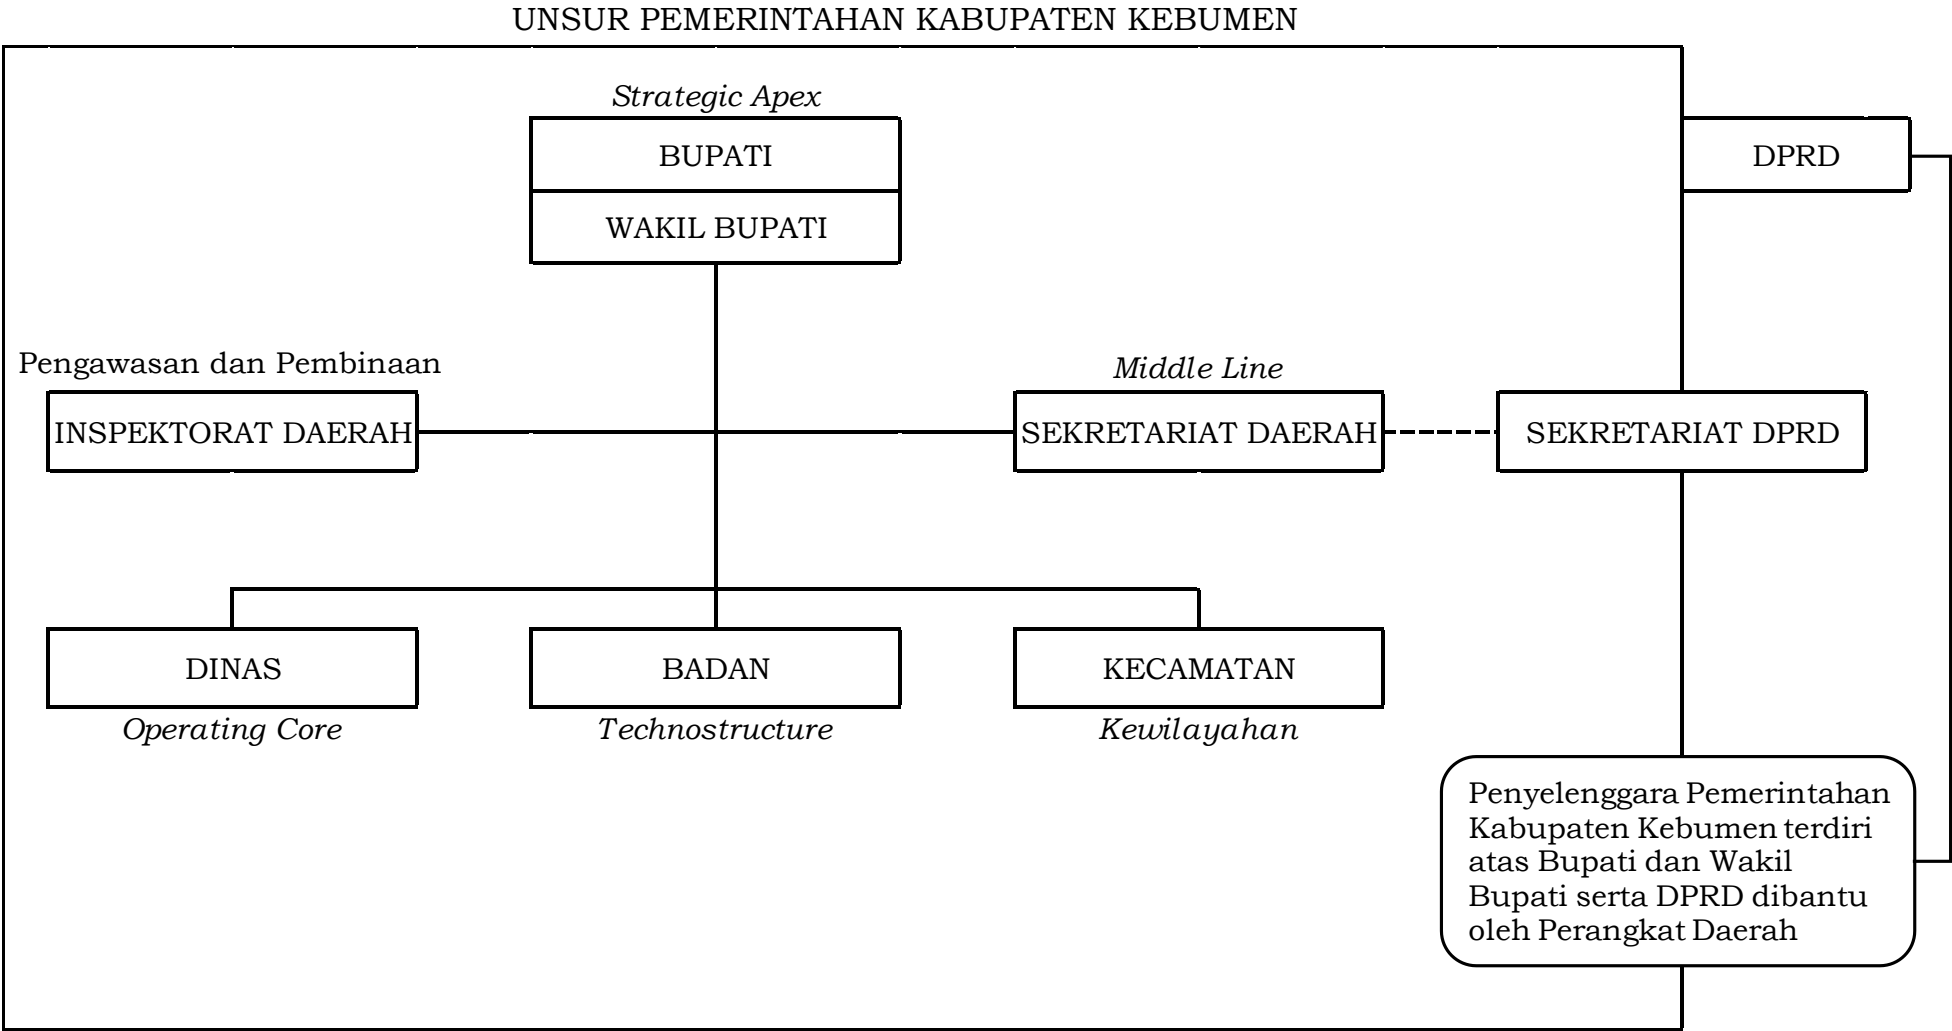 UNSUR PEMERINTAHAN KABUPATEN KEBUMEN
Strategic Apex
BUPATI
DPRD
WAKIL BUPATI
Pengawasan dan Pembinaan
Middle Line
INSPEKTORAT DAERAH
SEKRETARIAT DAERAH
SEKRETARIAT DPRD
DINAS
BADAN
KECAMATAN
Operating Core
Technostructure
Kewilayahan
Penyelenggara Pemerintahan
Kabupaten Kebumen terdiri
atas Bupati dan Wakil
Bupati serta DPRD dibantu
oleh Perangkat Daerah